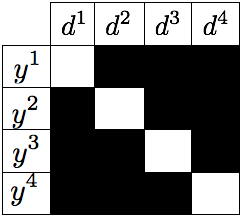 d¹ d² d³ d⁴
y¹
y²
y³
y⁴